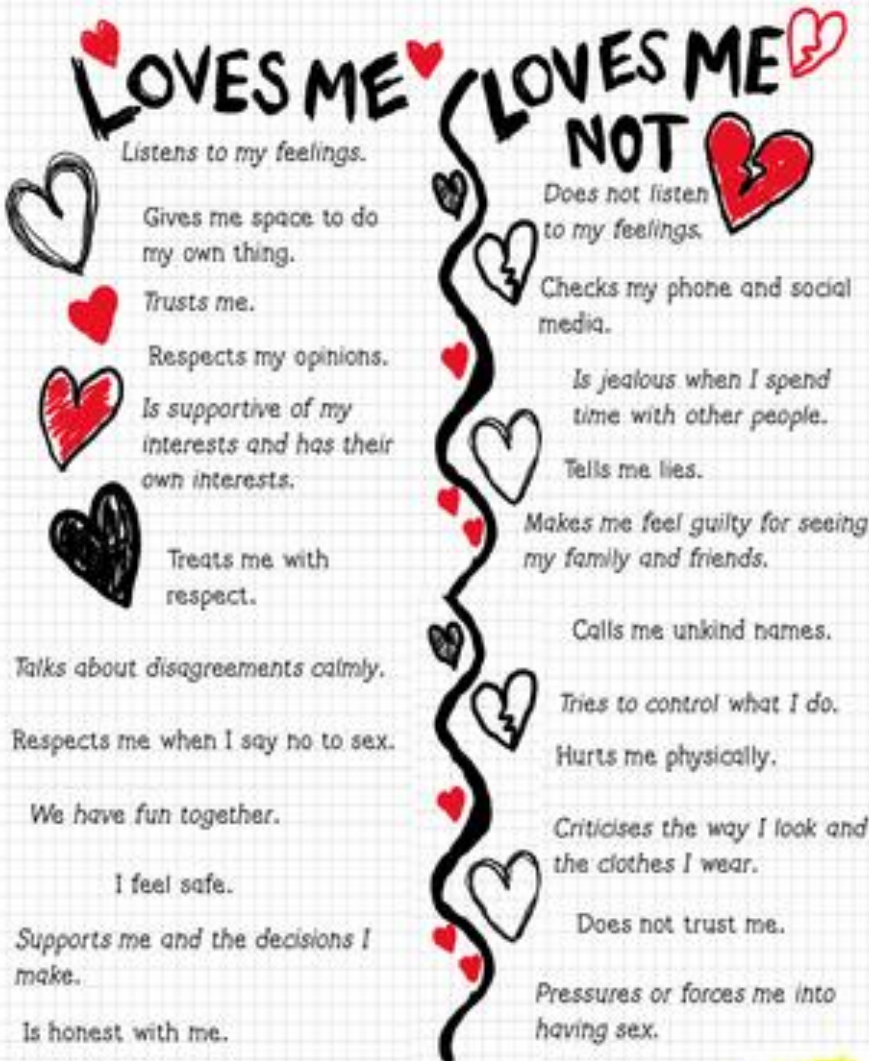 LOVES ME
Listens to my feelings.
Gives me space to do
my own thing.
Trusts me.
Respects my opinions.
Is supportive of my
interests and has their
own interests.
Treats me with
respect.
Talks about disagreements calmly.
Respects me when I say no to sex.
We have fun together.
I feel safe.
Supports me and the decisions I
make.
Is honest with me.
LOVES ME
NOT
Does not listen
to my feelings.
Checks my phone and social
media.
Is jealous when I spend
time with other people.
Tells me lies.
Makes me feel guilty for seeing
my family and friends.
Calls me unkind names.
Tries to control what I do.
Hurts me physically.
Criticises the way I look and
the clothes I wear.
Does not trust me.
Pressures or forces me into
having sex.